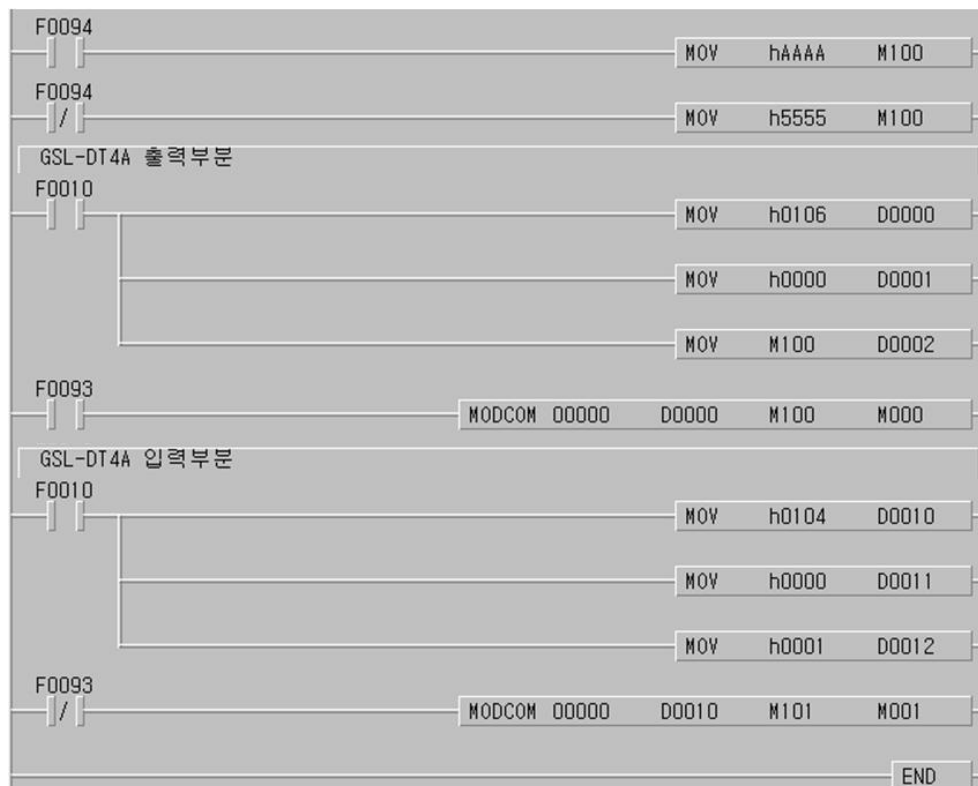 F0094
MOV hAAAA M100
F0094
MOV h5555 M100
GSL-DT4A 출력부분
F0010
MOV h0106 D0000
MOV h0000 D0001
MOV M100 D0002
F0093
MODCOM 00000 D0000 M100 M000
GSL-DT4A 입력부분
F0010
MOV h0104 D0010
MOV h0000 D0011
MOV h0001 D0012
F0093
MODCOM 00000 D0010 M101 M001
END